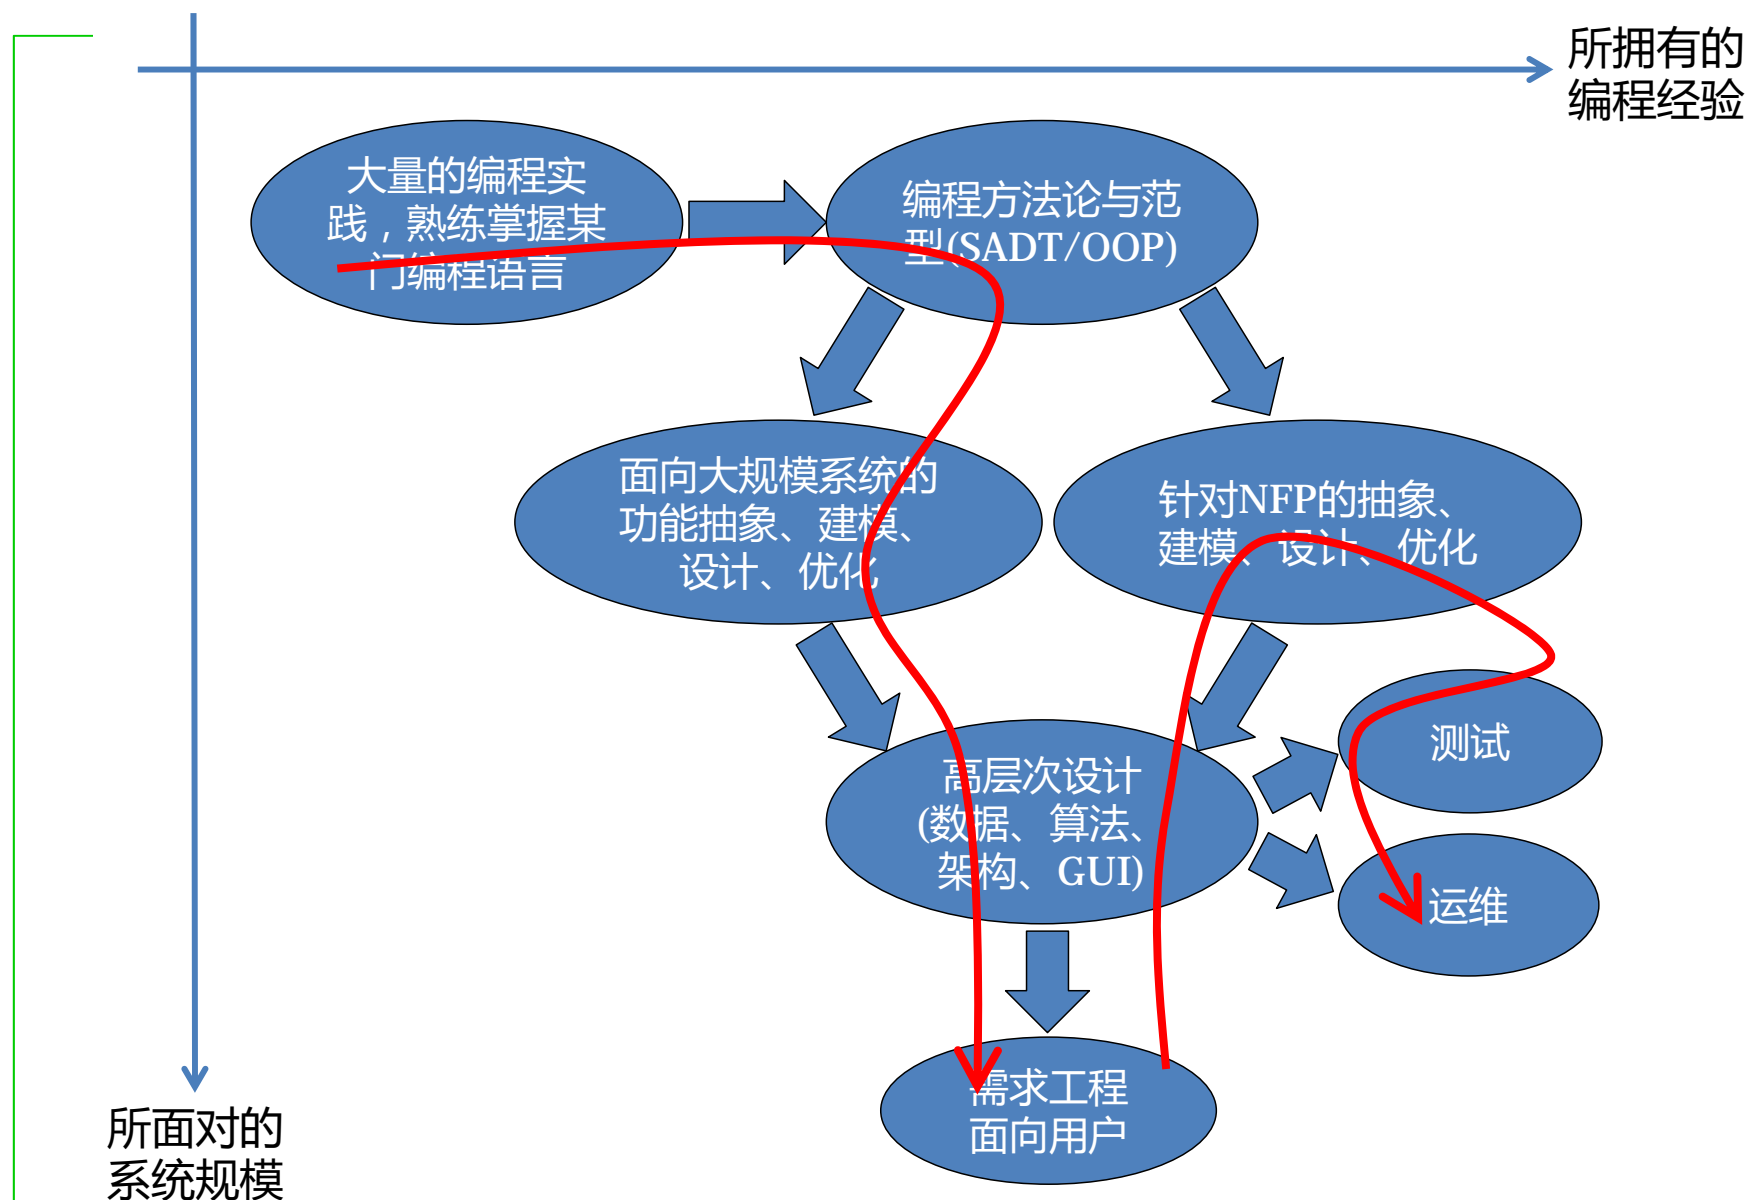 所拥有的
编程经验
大量的编程实
践，熟练掌握某
门编程语言
编程方法论与范
型(SADT/OOP)
面向大规模系统的
功能抽象、建模、
设计、优化
针对NFP的抽象、
建模、设计、优化
高层次设计
(数据、算法、
架构、GUI)
测试
运维
需求工程
面向用户
所面对的
系统规模